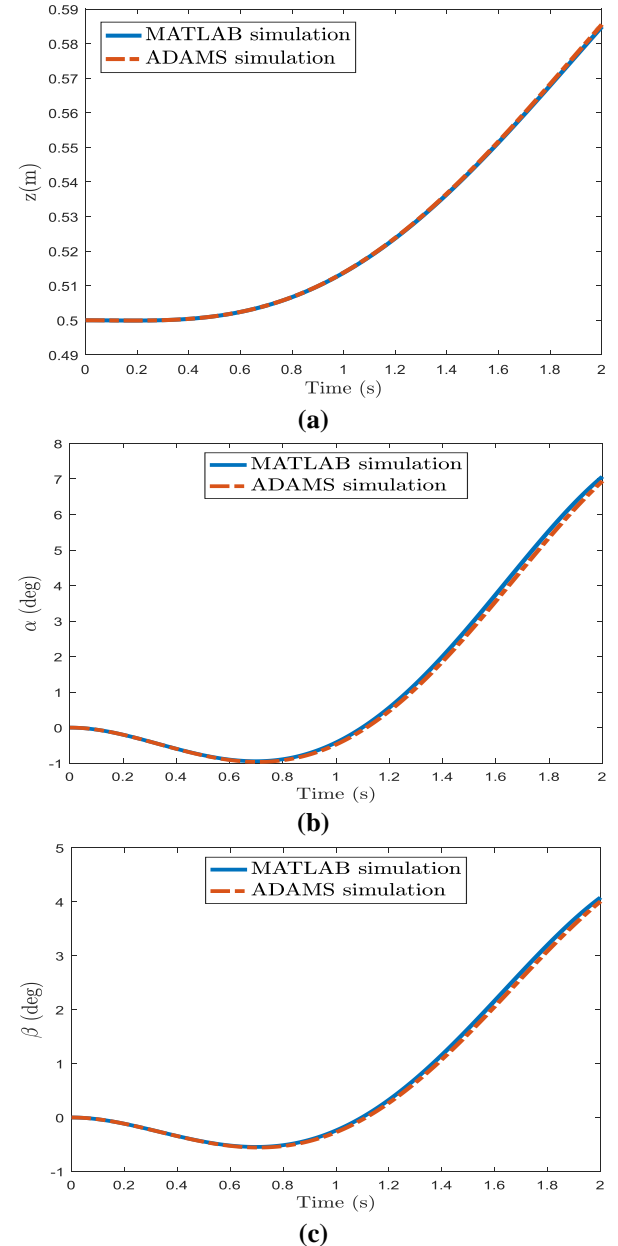 0.59
0.58
0.57
0.56
0.55
0.54
0.53
0.52
0.51
0.5
0.49
z(m)
MATLAB simulation
ADAMS simulation
0 0.2 0.4 0.6 0.8 1 1.2 1.4 1.6 1.8 2
Time (s)
(a)
8
7
6
5
4
3
2
1
0
-1
α (deg)
MATLAB simulation
ADAMS simulation
0 0.2 0.4 0.6 0.8 1 1.2 1.4 1.6 1.8 2
Time (s)
(b)
5
4
3
2
1
0
-1
β (deg)
MATLAB simulation
ADAMS simulation
0 0.2 0.4 0.6 0.8 1 1.2 1.4 1.6 1.8 2
Time (s)
(c)